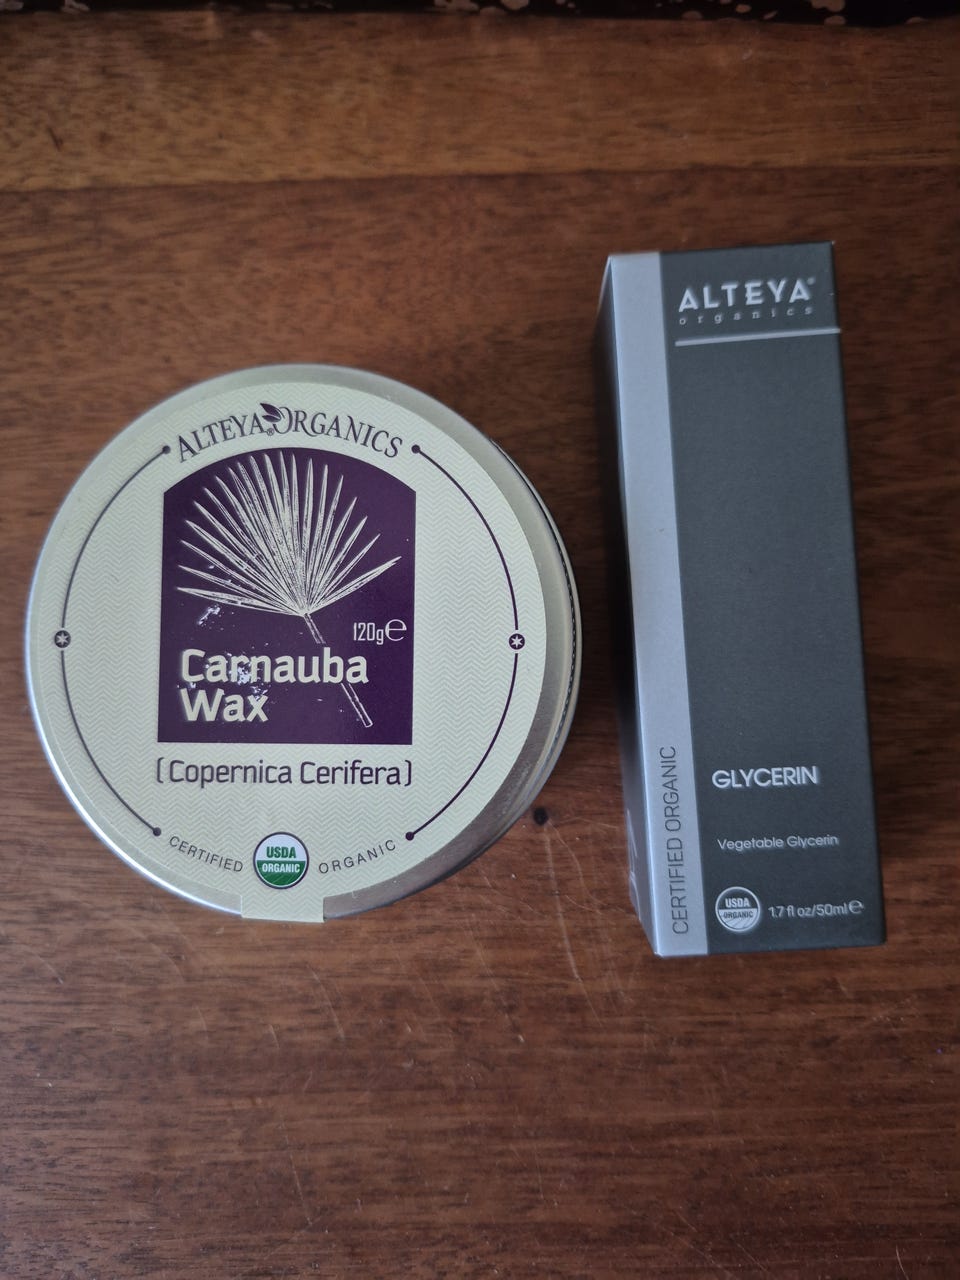 ALTEYA® ORGANICS
120g℮
Carnauba
Wax
(Copernica Cerifera)
CERTIFIED
USDA
ORGANIC
ORGANIC
ALTEYA®
organics
CERTIFIED ORGANIC
GLYCERIN
Vegetable Glycerin
USDA
ORGANIC
1.7 fl oz/50ml℮